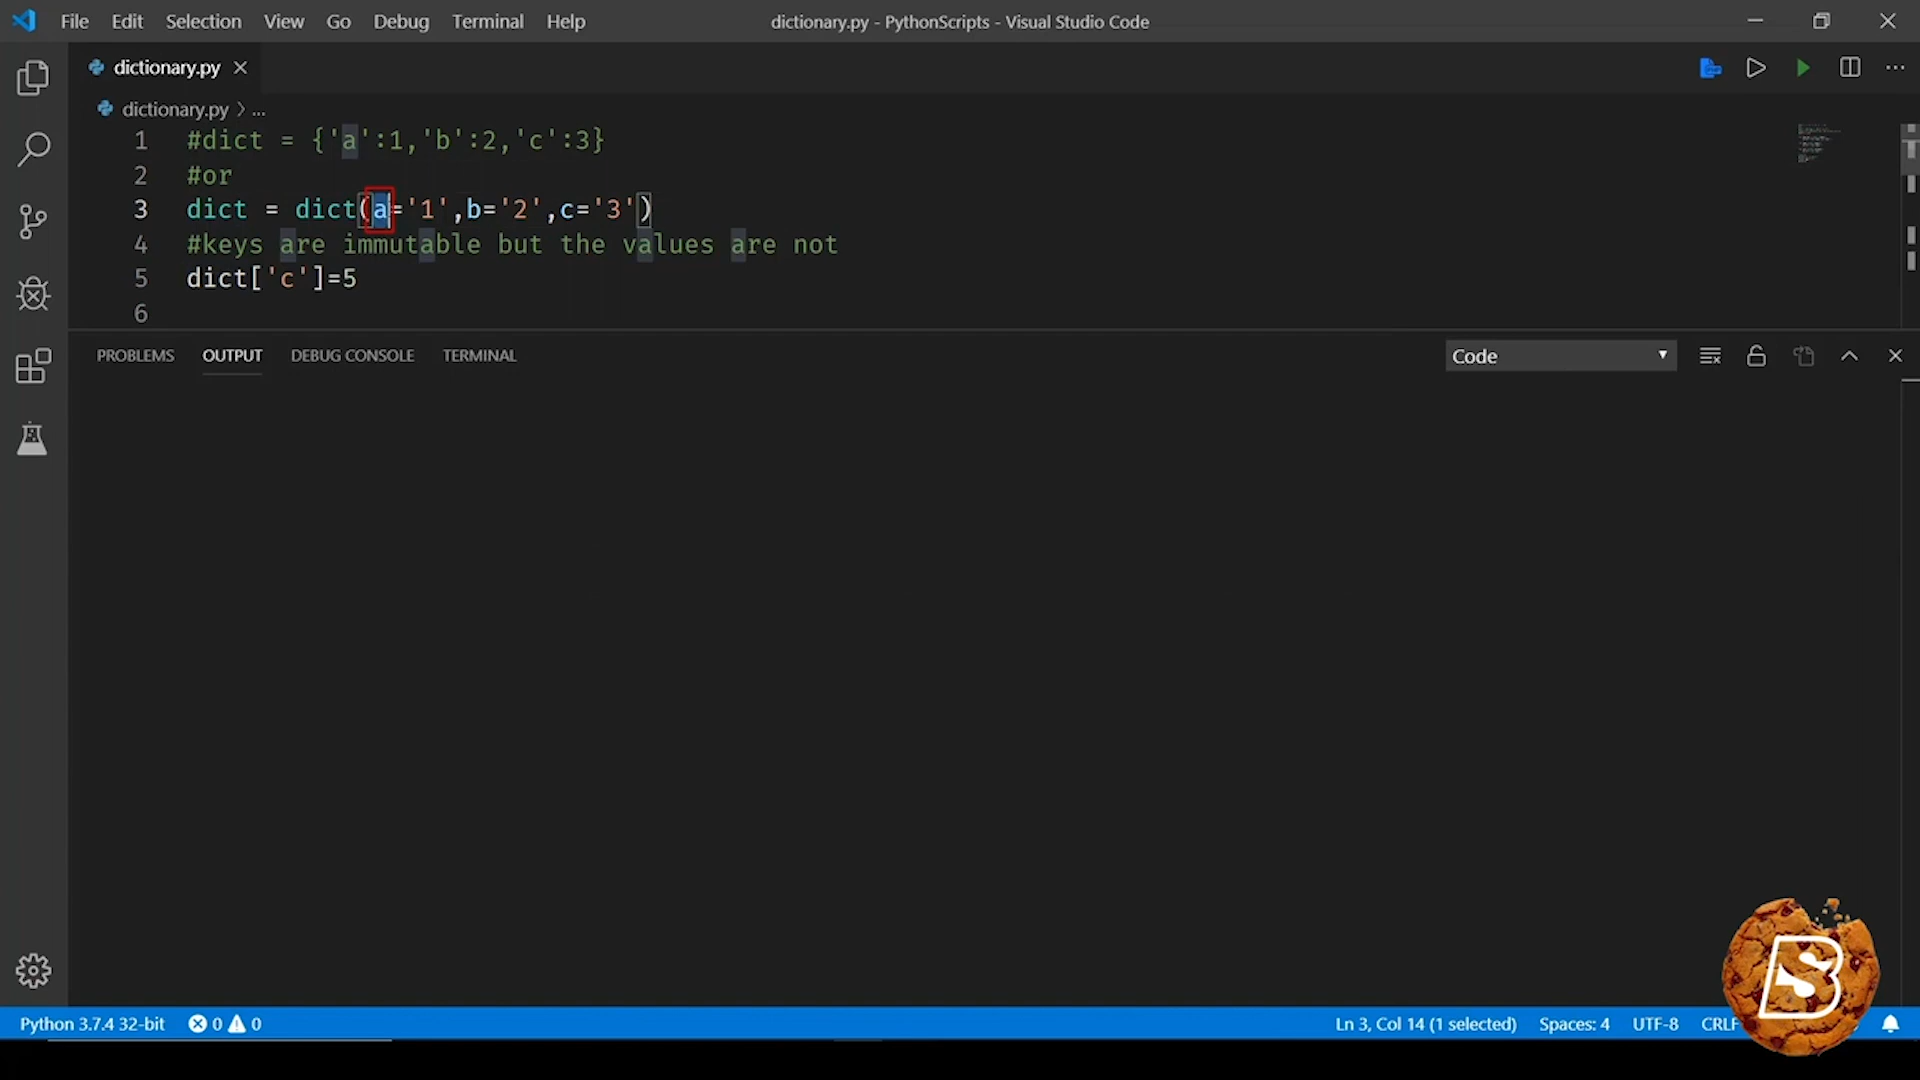 File Edit Selection View Go Debug Terminal Help
dictionary.py - PythonScripts - Visual Studio Code
dictionary.py
dictionary.py > ...
1 #dict = {'a':1,'b':2,'c':3}
2 #or
3 dict = dict(a='1',b='2',c='3')
4 #keys are immutable but the values are not
5 dict['c']=5
6
PROBLEMS OUTPUT DEBUG CONSOLE TERMINAL
Code
Python 3.7.4 32-bit 0 0
Ln 3, Col 14 (1 selected) Spaces: 4 UTF-8 CRLF